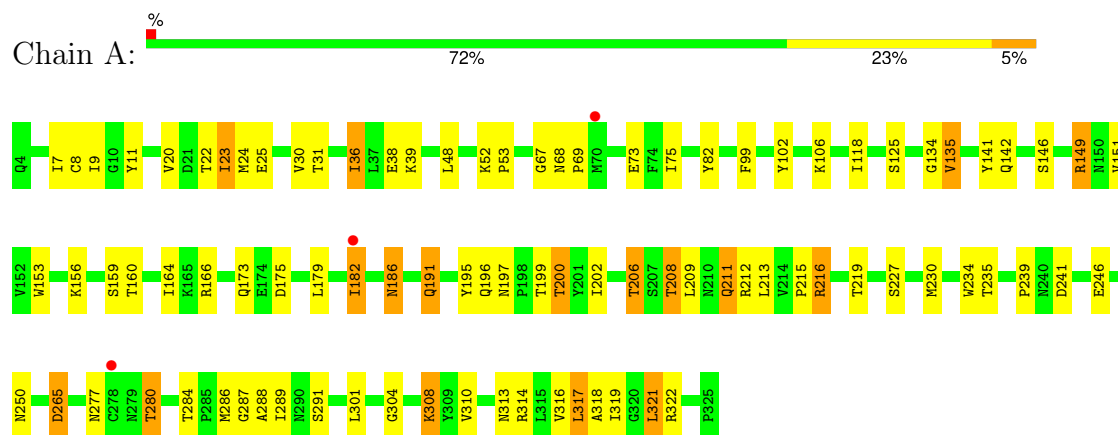 %
Chain A:
72% 23% 5%
Q4 I7 C8 I9 G10 Y11 V20 D21 T22 I23 M24 E25 V30 T31 I36 L37 E38 K39 L48 K52 P53 G67 N68 P69 M70 E73 F74 I75 Y82 F99 Y102 K106 I118 S125 G134 V135 Y141 Q142 S146 R149 N150 V151
V152 W153 K156 S159 T160 I164 K165 R166 Q173 E174 D175 L179 I182 N186 Q191 Y195 Q196 N197 P198 T199 T200 Y201 I202 T206 S207 T208 L209 N210 Q211 R212 L213 V214 P215 R216 T219 S227 M230 W234 T235 P239 N240 D241 E246
N250 D265 N277 C278 N279 T280 T284 P285 M286 G287 A288 I289 N290 S291 L301 G304 K308 Y309 V310 N313 R314 L315 V316 L317 A318 I319 G320 L321 R322 P325